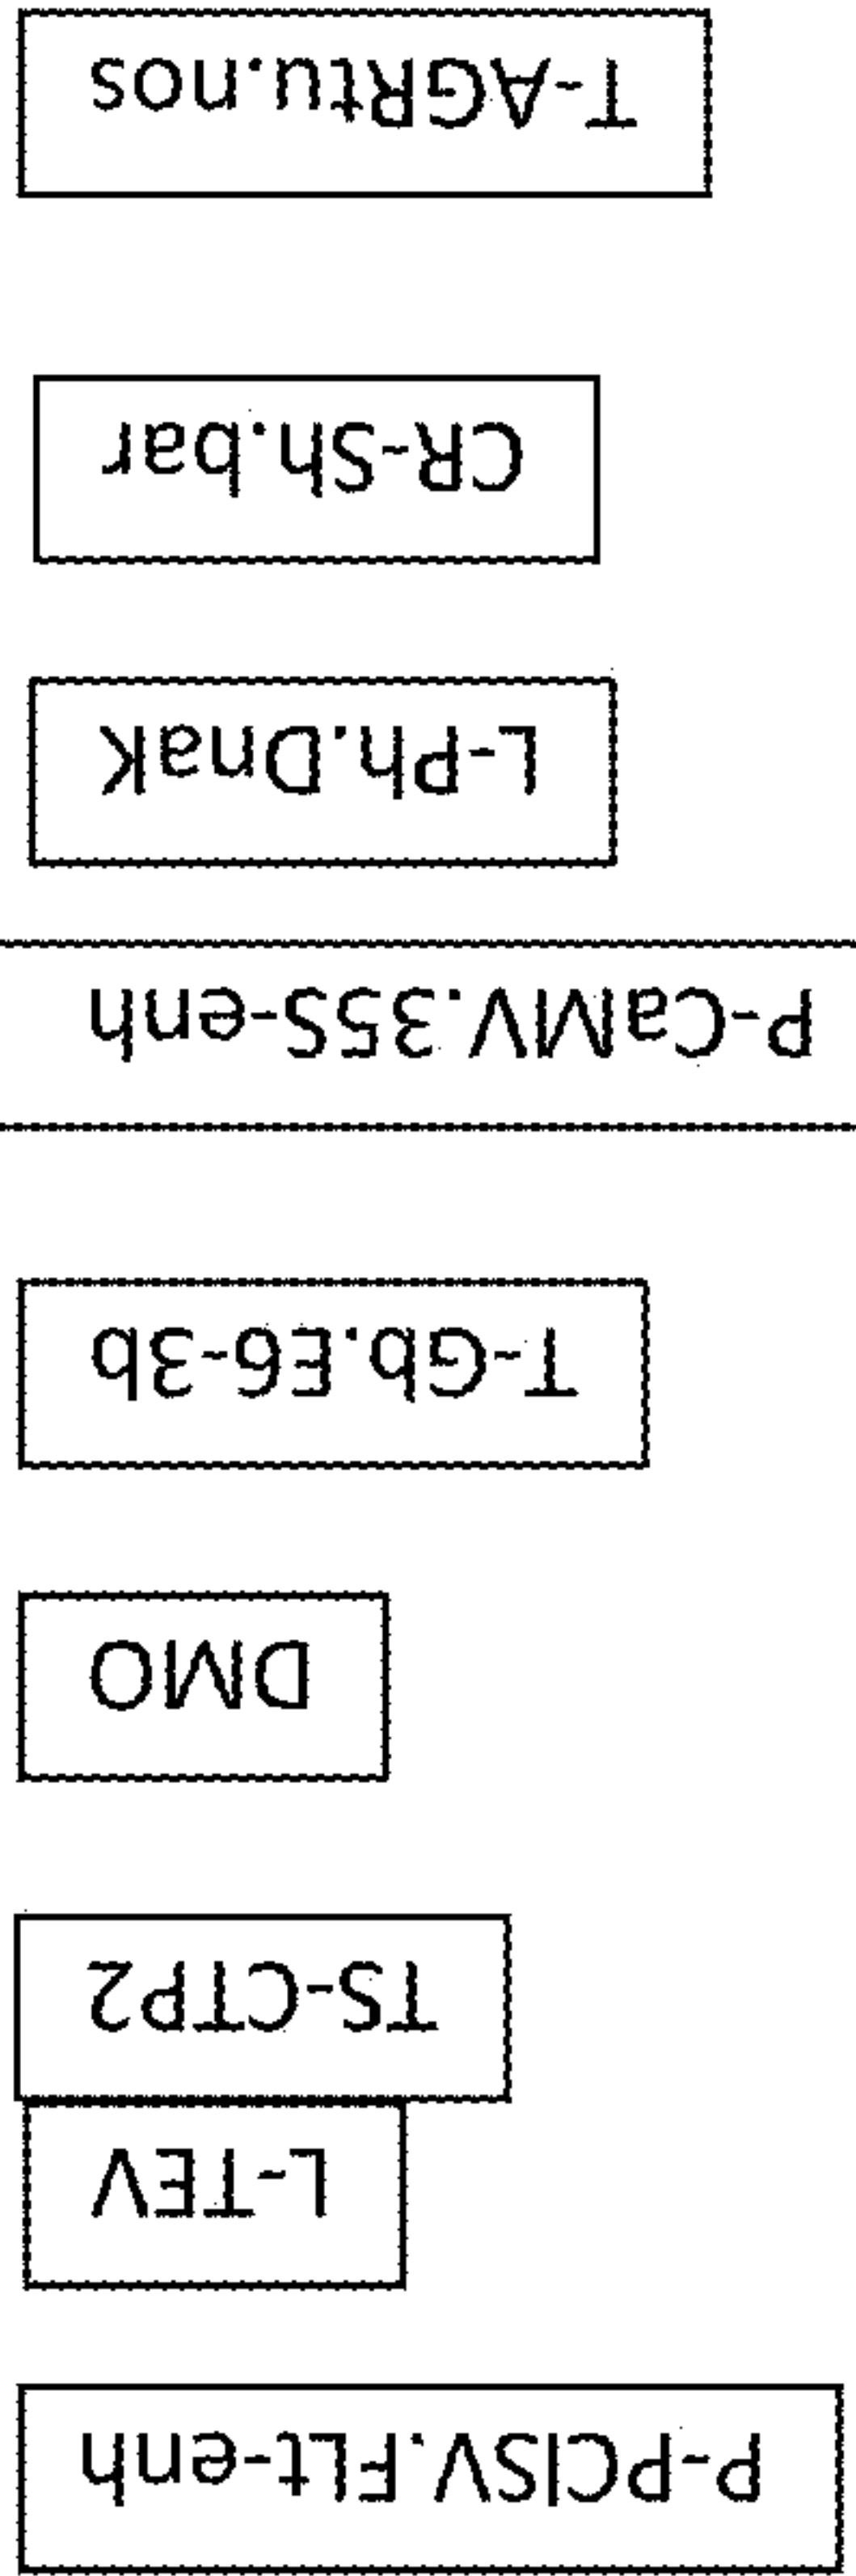 P-PClSV.FLt-enh
L-TEV
TS-CTP2
DMO
T-Gb.E6-3b
P-CaMV.35S-enh
L-Ph.DnaK
CR-Sh.bar
T-AGRtu.nos